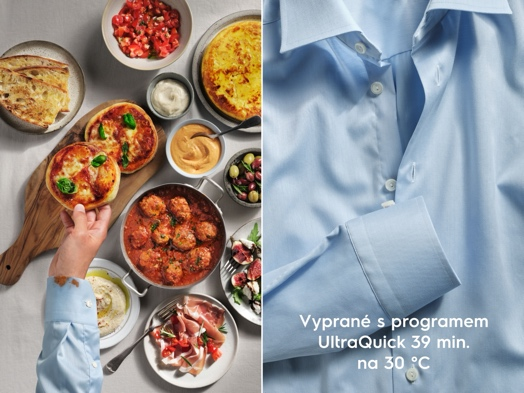 Vyprané s programem
UltraQuick 39 min.
na 30 °C